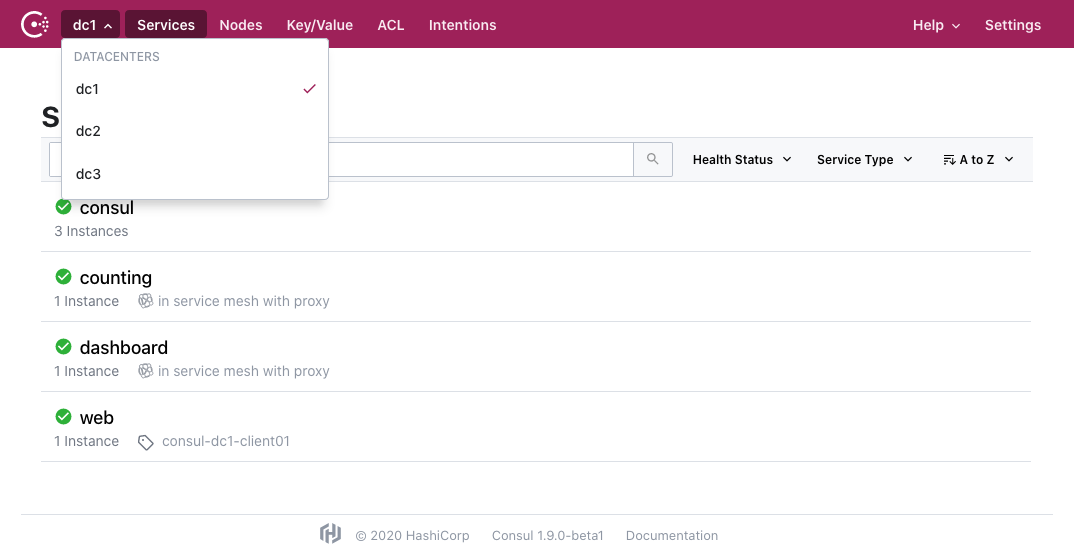 dc1 Services Nodes Key/Value ACL Intentions Help Settings
DATACENTERS
dc1
dc2
dc3
S
Health Status Service Type A to Z
consul
3 Instances
counting
1 Instance in service mesh with proxy
dashboard
1 Instance in service mesh with proxy
web
1 Instance consul-dc1-client01
© 2020 HashiCorp Consul 1.9.0-beta1 Documentation